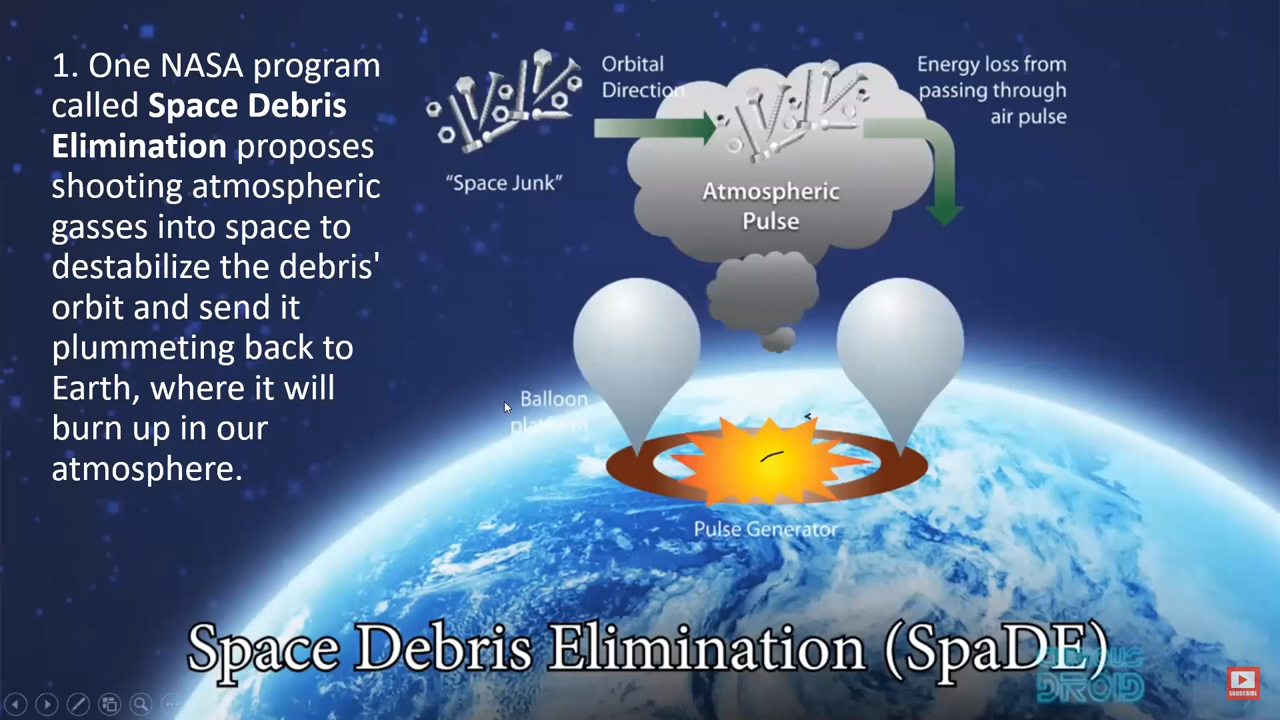 1. One NASA program
called Space Debris
Elimination proposes
shooting atmospheric
gasses into space to
destabilize the debris'
orbit and send it
plummeting back to
Earth, where it will
burn up in our
atmosphere.
Orbital
Direction
Energy loss from
passing through
air pulse
"Space Junk"
Atmospheric
Pulse
Balloon
platform
Pulse Generator
Space Debris Elimination (SpaDE)
DROID
SUBSCRIBE